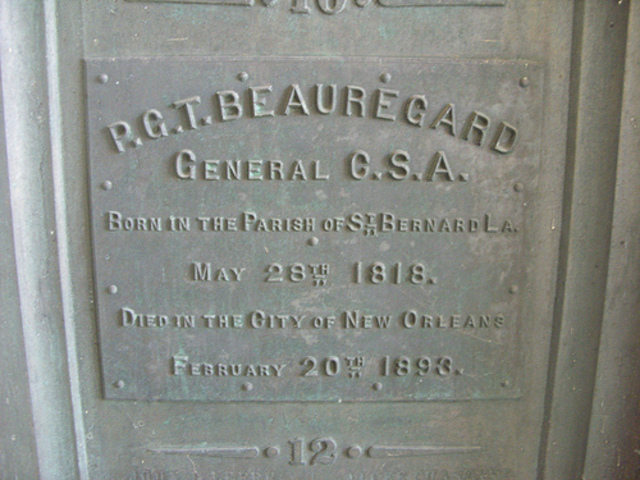 10
P.G.T. BEAUREGARD
GENERAL C.S.A.
BORN IN THE PARISH OF ST BERNARD LA.
MAY 28TH 1818.
DIED IN THE CITY OF NEW ORLEANS
FEBRUARY 20TH 1893.
12